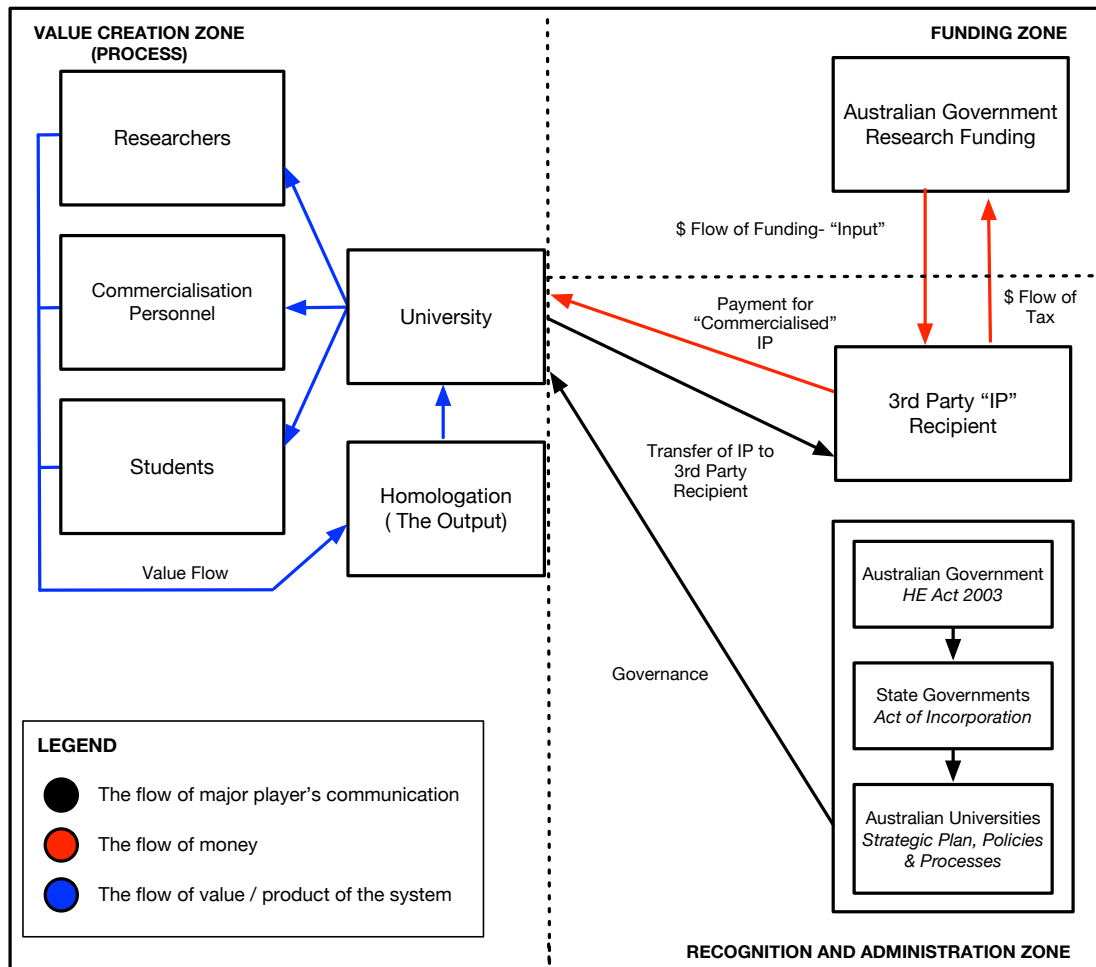 VALUE CREATION ZONE
(PROCESS)
Researchers
Commercialisation
Personnel
Students
Value Flow
University
Homologation
( The Output)
FUNDING ZONE
Australian Government
Research Funding
$ Flow of Funding- “Input”
$ Flow of
Tax
Payment for
“Commercialised”
IP
3rd Party “IP”
Recipient
Transfer of IP to
3rd Party
Recipient
Governance
Australian Government
HE Act 2003
State Governments
Act of Incorporation
Australian Universities
Strategic Plan, Policies
& Processes
RECOGNITION AND ADMINISTRATION ZONE
LEGEND
The flow of major player’s communication
The flow of money
The flow of value / product of the system